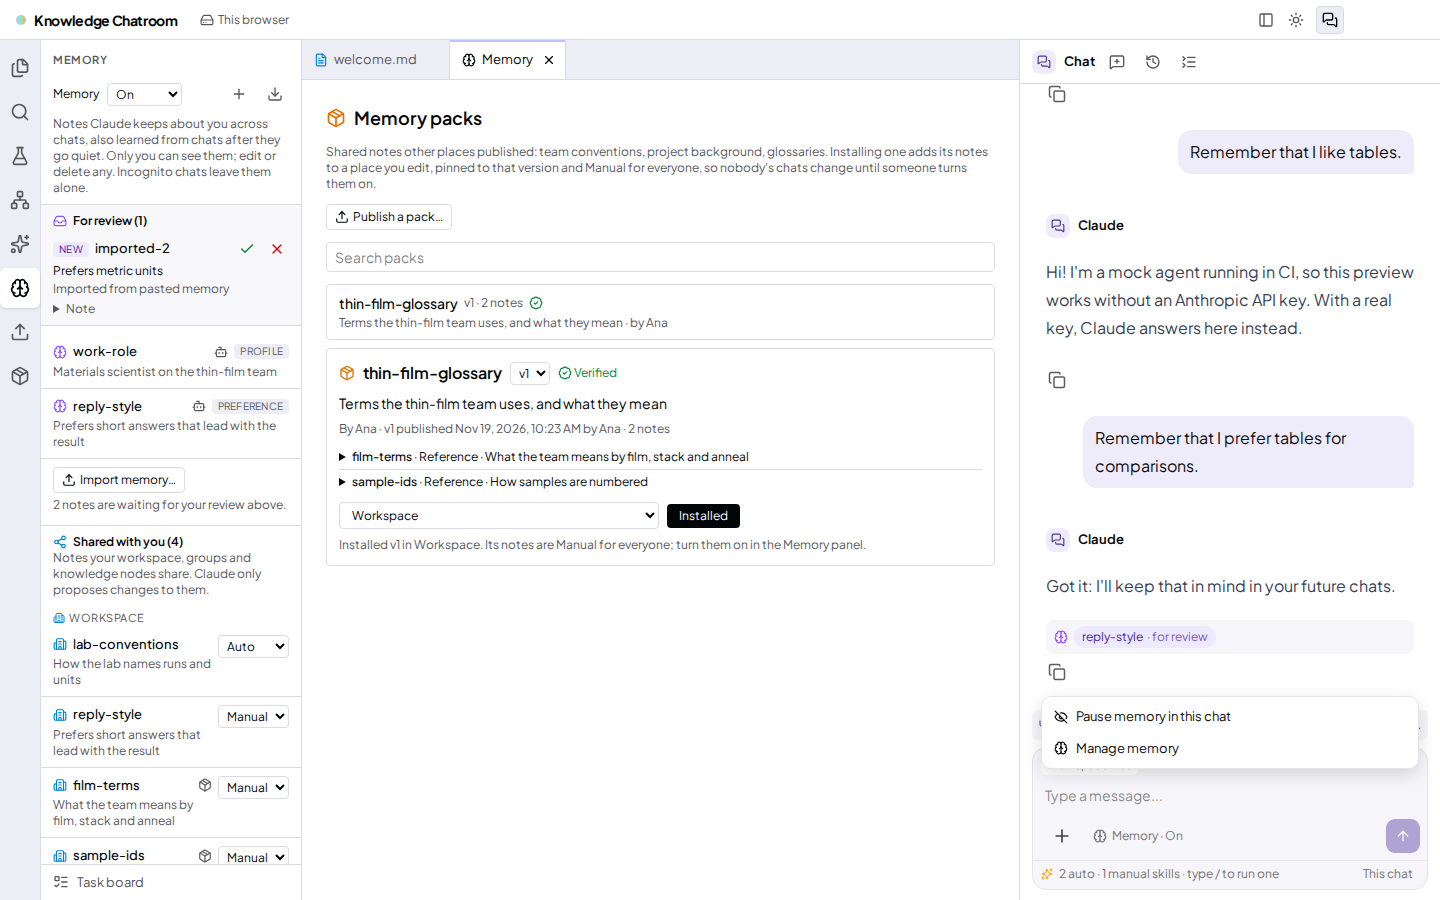 Knowledge Chatroom
This browser
MEMORY
Memory
On
Notes Claude keeps about you across
chats, also learned from chats after they
go quiet. Only you can see them; edit or
delete any. Incognito chats leave them
alone.
For review (1)
NEW imported-2
Prefers metric units
Imported from pasted memory
Note
work-role
PROFILE
Materials scientist on the thin-film team
reply-style
PREFERENCE
Prefers short answers that lead with the
result
Import memory...
2 notes are waiting for your review above.
Shared with you (4)
Notes your workspace, groups and
knowledge nodes share. Claude only
proposes changes to them.
WORKSPACE
lab-conventions
Auto
How the lab names runs and
units
reply-style
Manual
Prefers short answers that
lead with the result
film-terms
Manual
What the team means by
film, stack and anneal
sample-ids
Manual
Task board
welcome.md
Memory
Memory packs
Shared notes other places published: team conventions, project background, glossaries. Installing one adds its notes
to a place you edit, pinned to that version and Manual for everyone, so nobody's chats change until someone turns
them on.
Publish a pack...
Search packs
thin-film-glossary v1 · 2 notes
Terms the thin-film team uses, and what they mean · by Ana
thin-film-glossary
v1
Verified
Terms the thin-film team uses, and what they mean
By Ana · v1 published Nov 19, 2026, 10:23 AM by Ana · 2 notes
film-terms · Reference · What the team means by film, stack and anneal
sample-ids · Reference · How samples are numbered
Workspace
Installed
Installed v1 in Workspace. Its notes are Manual for everyone; turn them on in the Memory panel.
Chat
Remember that I like tables.
Claude
Hi! I'm a mock agent running in CI, so this preview
works without an Anthropic API key. With a real
key, Claude answers here instead.
Remember that I prefer tables for
comparisons.
Claude
Got it: I'll keep that in mind in your future chats.
reply-style · for review
Pause memory in this chat
Manage memory
Type a message...
Memory · On
2 auto · 1 manual skills · type / to run one
This chat